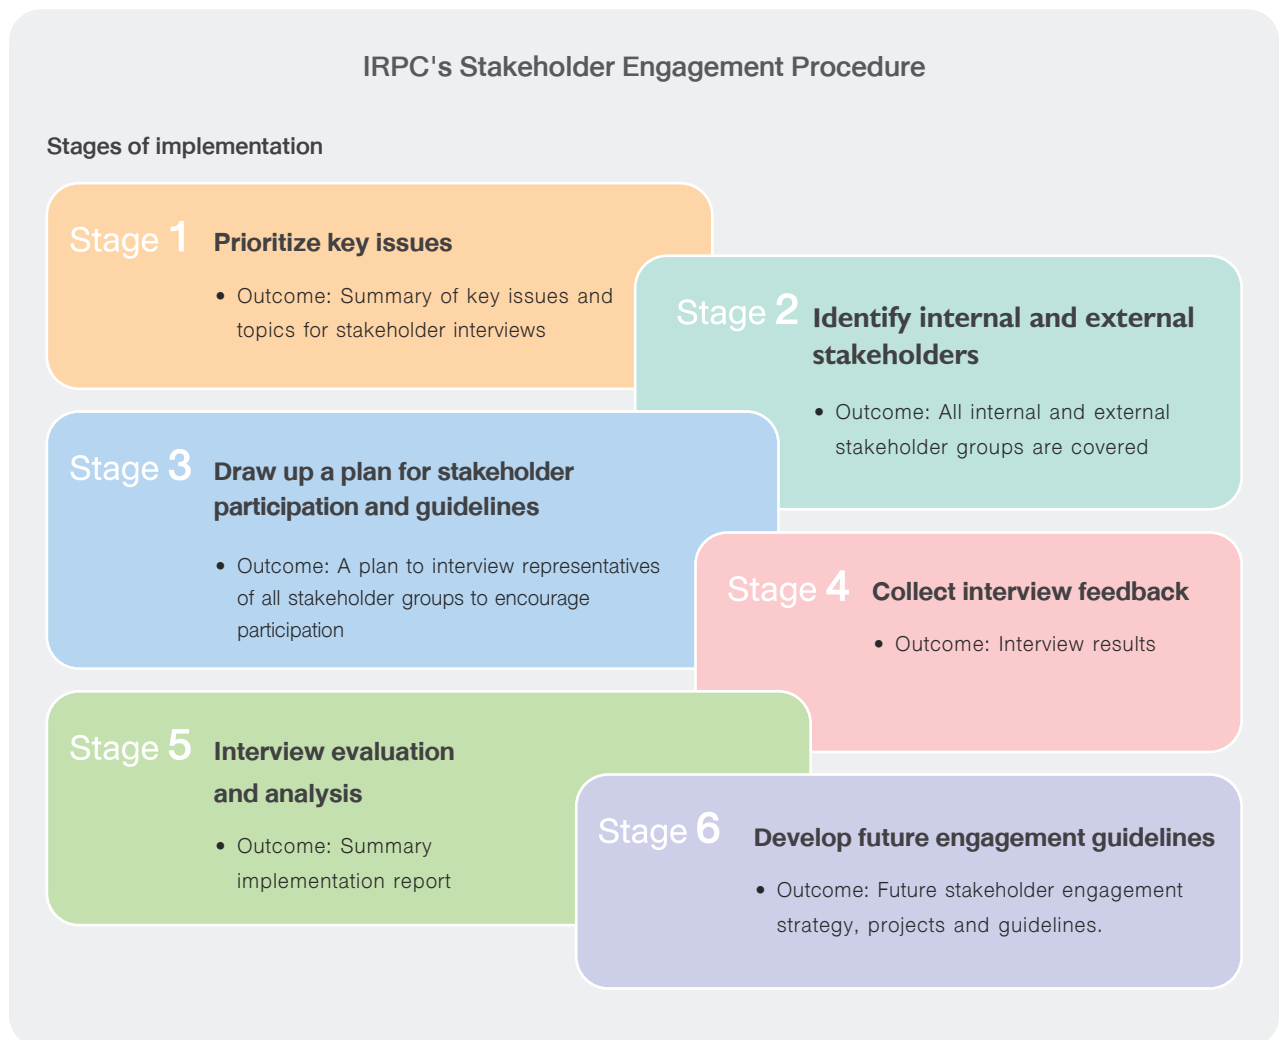 IRPC's Stakeholder Engagement Procedure
Stages of implementation
Stage 1 Prioritize key issues
• Outcome: Summary of key issues and
topics for stakeholder interviews
Stage 2 Identify internal and external
stakeholders
• Outcome: All internal and external
stakeholder groups are covered
Stage 3 Draw up a plan for stakeholder
participation and guidelines
• Outcome: A plan to interview representatives
of all stakeholder groups to encourage
participation
Stage 4 Collect interview feedback
• Outcome: Interview results
Stage 5 Interview evaluation
and analysis
• Outcome: Summary
implementation report
Stage 6 Develop future engagement guidelines
• Outcome: Future stakeholder engagement
strategy, projects and guidelines.